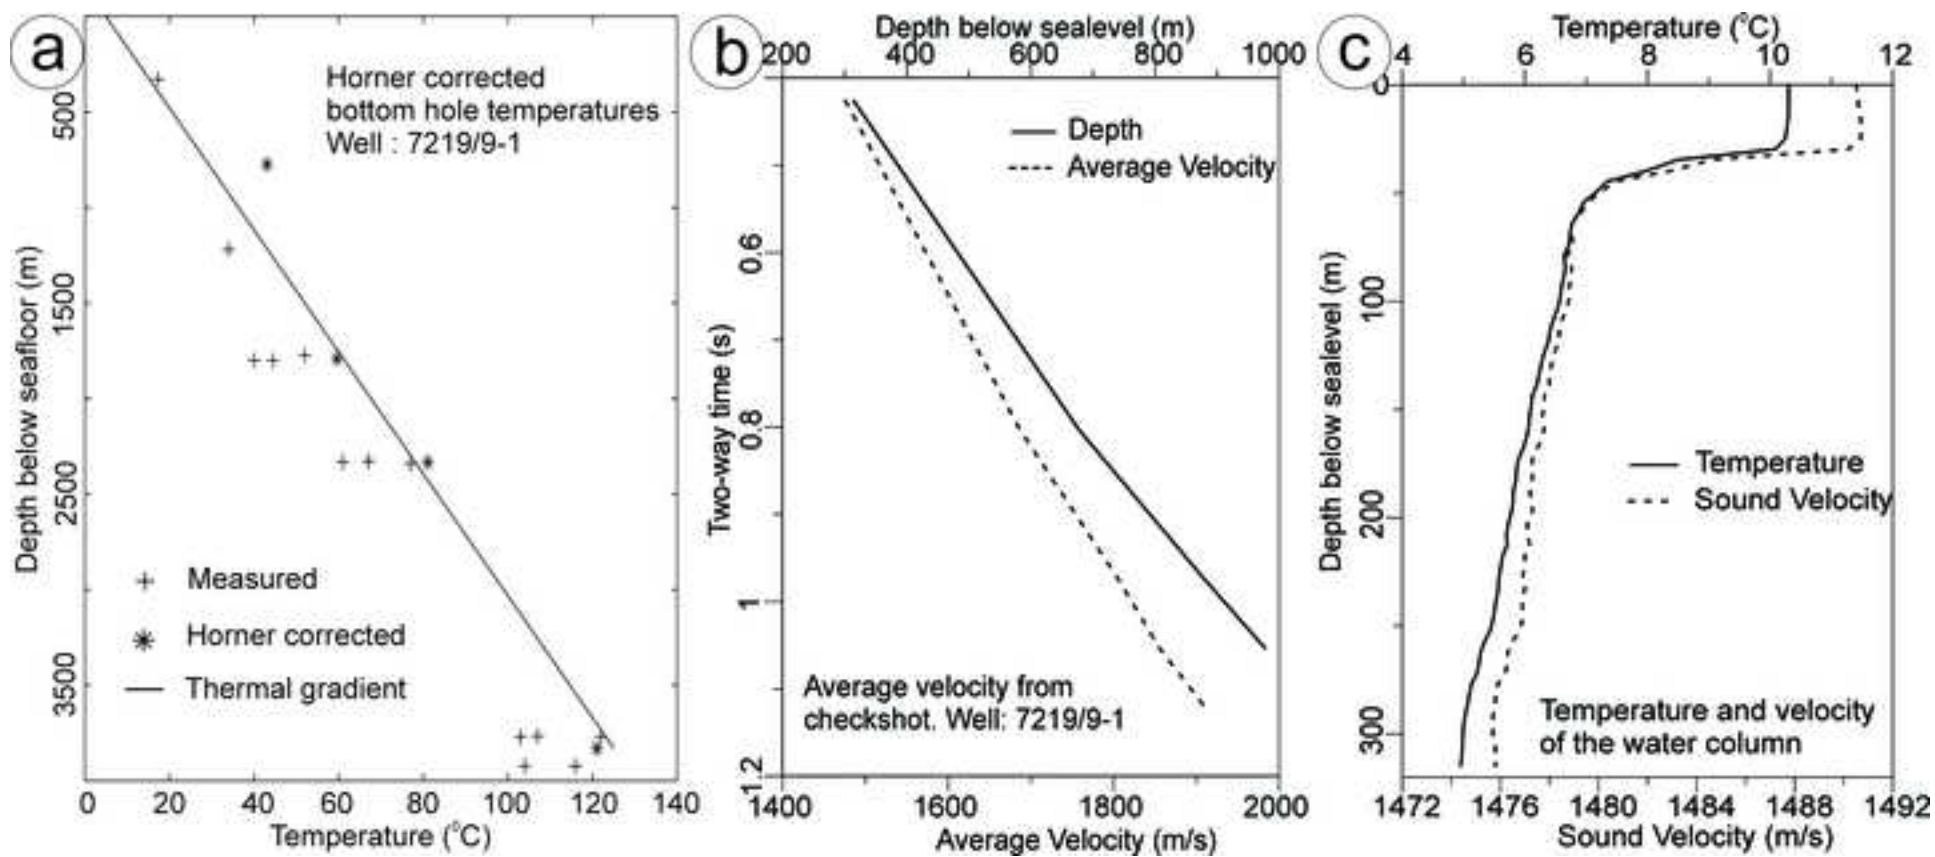 a
Horner corrected
bottom hole temperatures
Well : 7219/9-1
Depth below seafloor (m)
500
1500
2500
3500
Measured
Horner corrected
Thermal gradient
0 20 40 60 80 100 120 140
Temperature (°C)
b
Depth below sealevel (m)
200 400 600 800 1000
Depth
Average Velocity
Two-way time (s)
0.6
0.8
1
1.2
Average velocity from
checkshot. Well: 7219/9-1
1400 1600 1800 2000
Average Velocity (m/s)
c
Temperature (°C)
4 6 8 10 12
Depth below sealevel (m)
0
100
200
300
Temperature
Sound Velocity
Temperature and velocity
of the water column
1472 1476 1480 1484 1488 1492
Sound Velocity (m/s)